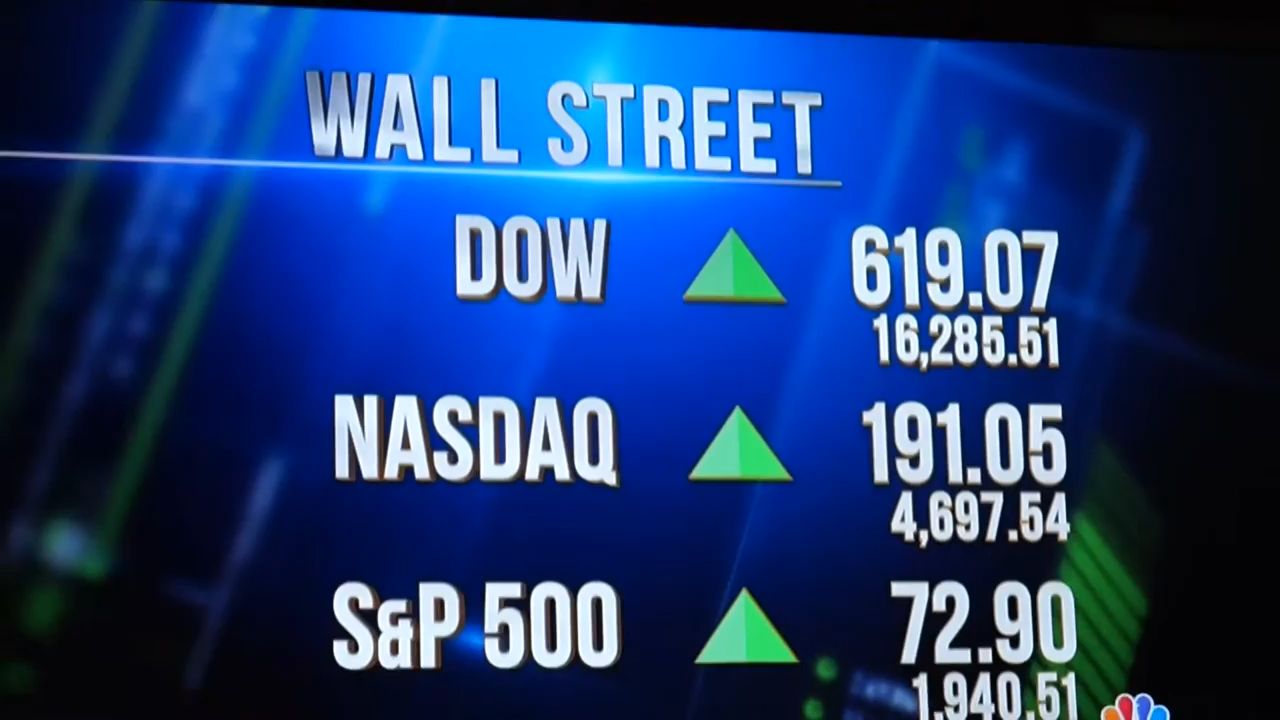 WALL STREET
DOW 619.07
16,285.51
NASDAQ 191.05
4,697.54
S&P 500 72.90
1,940.51